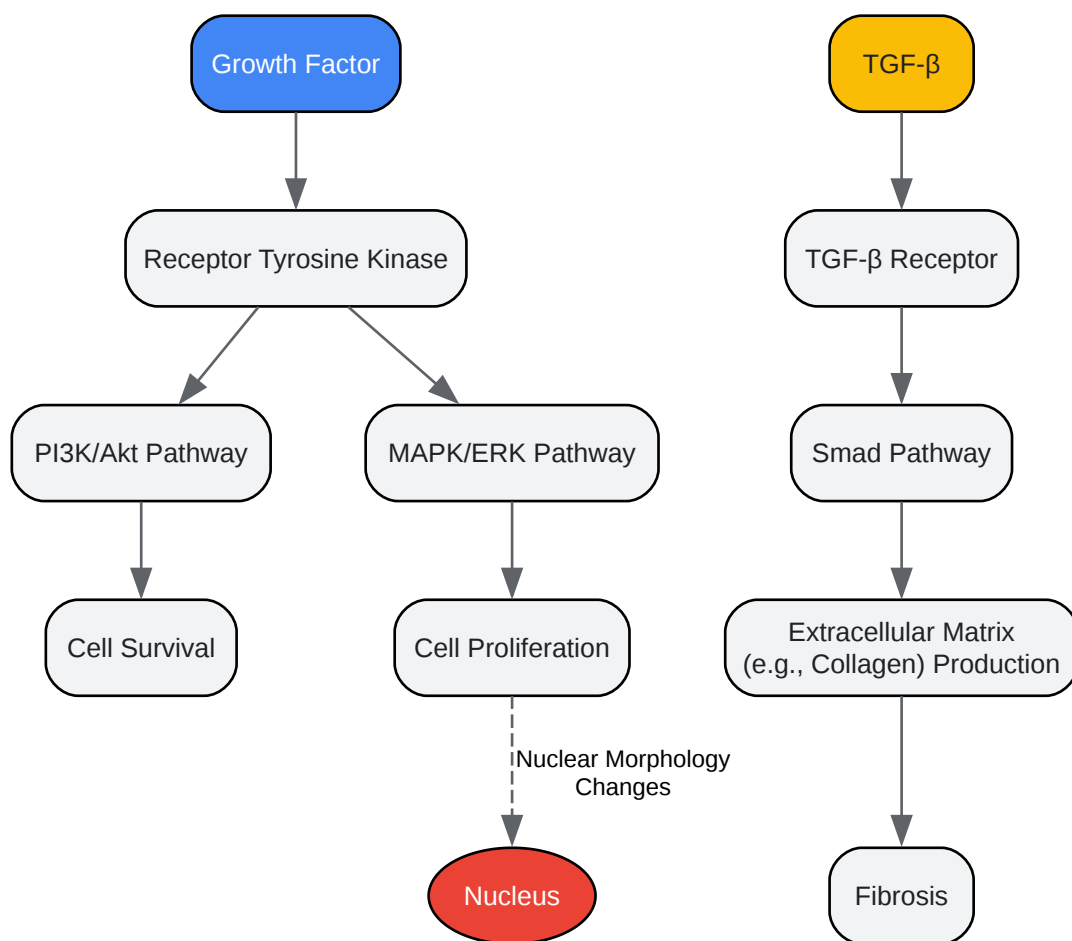 Growth Factor
TGF-β
Receptor Tyrosine Kinase
TGF-β Receptor
PI3K/Akt Pathway
MAPK/ERK Pathway
Smad Pathway
Cell Survival
Cell Proliferation
Extracellular Matrix
(e.g., Collagen) Production
Nuclear Morphology
Changes
Nucleus
Fibrosis